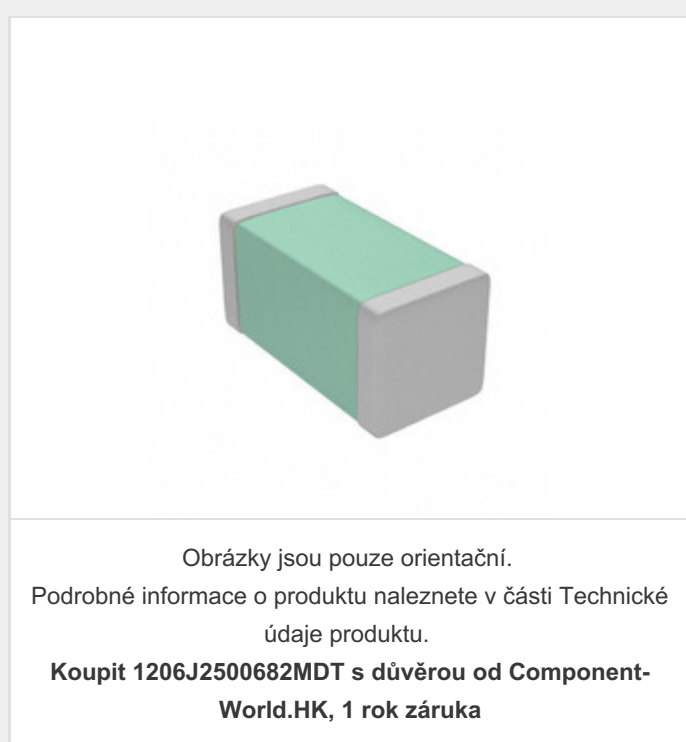 Obrázky jsou pouze orientační.
Podrobné informace o produktu naleznete v části Technické
údaje produktu.
Koupit 1206J2500682MDT s důvěrou od Component-
World.HK, 1 rok záruka